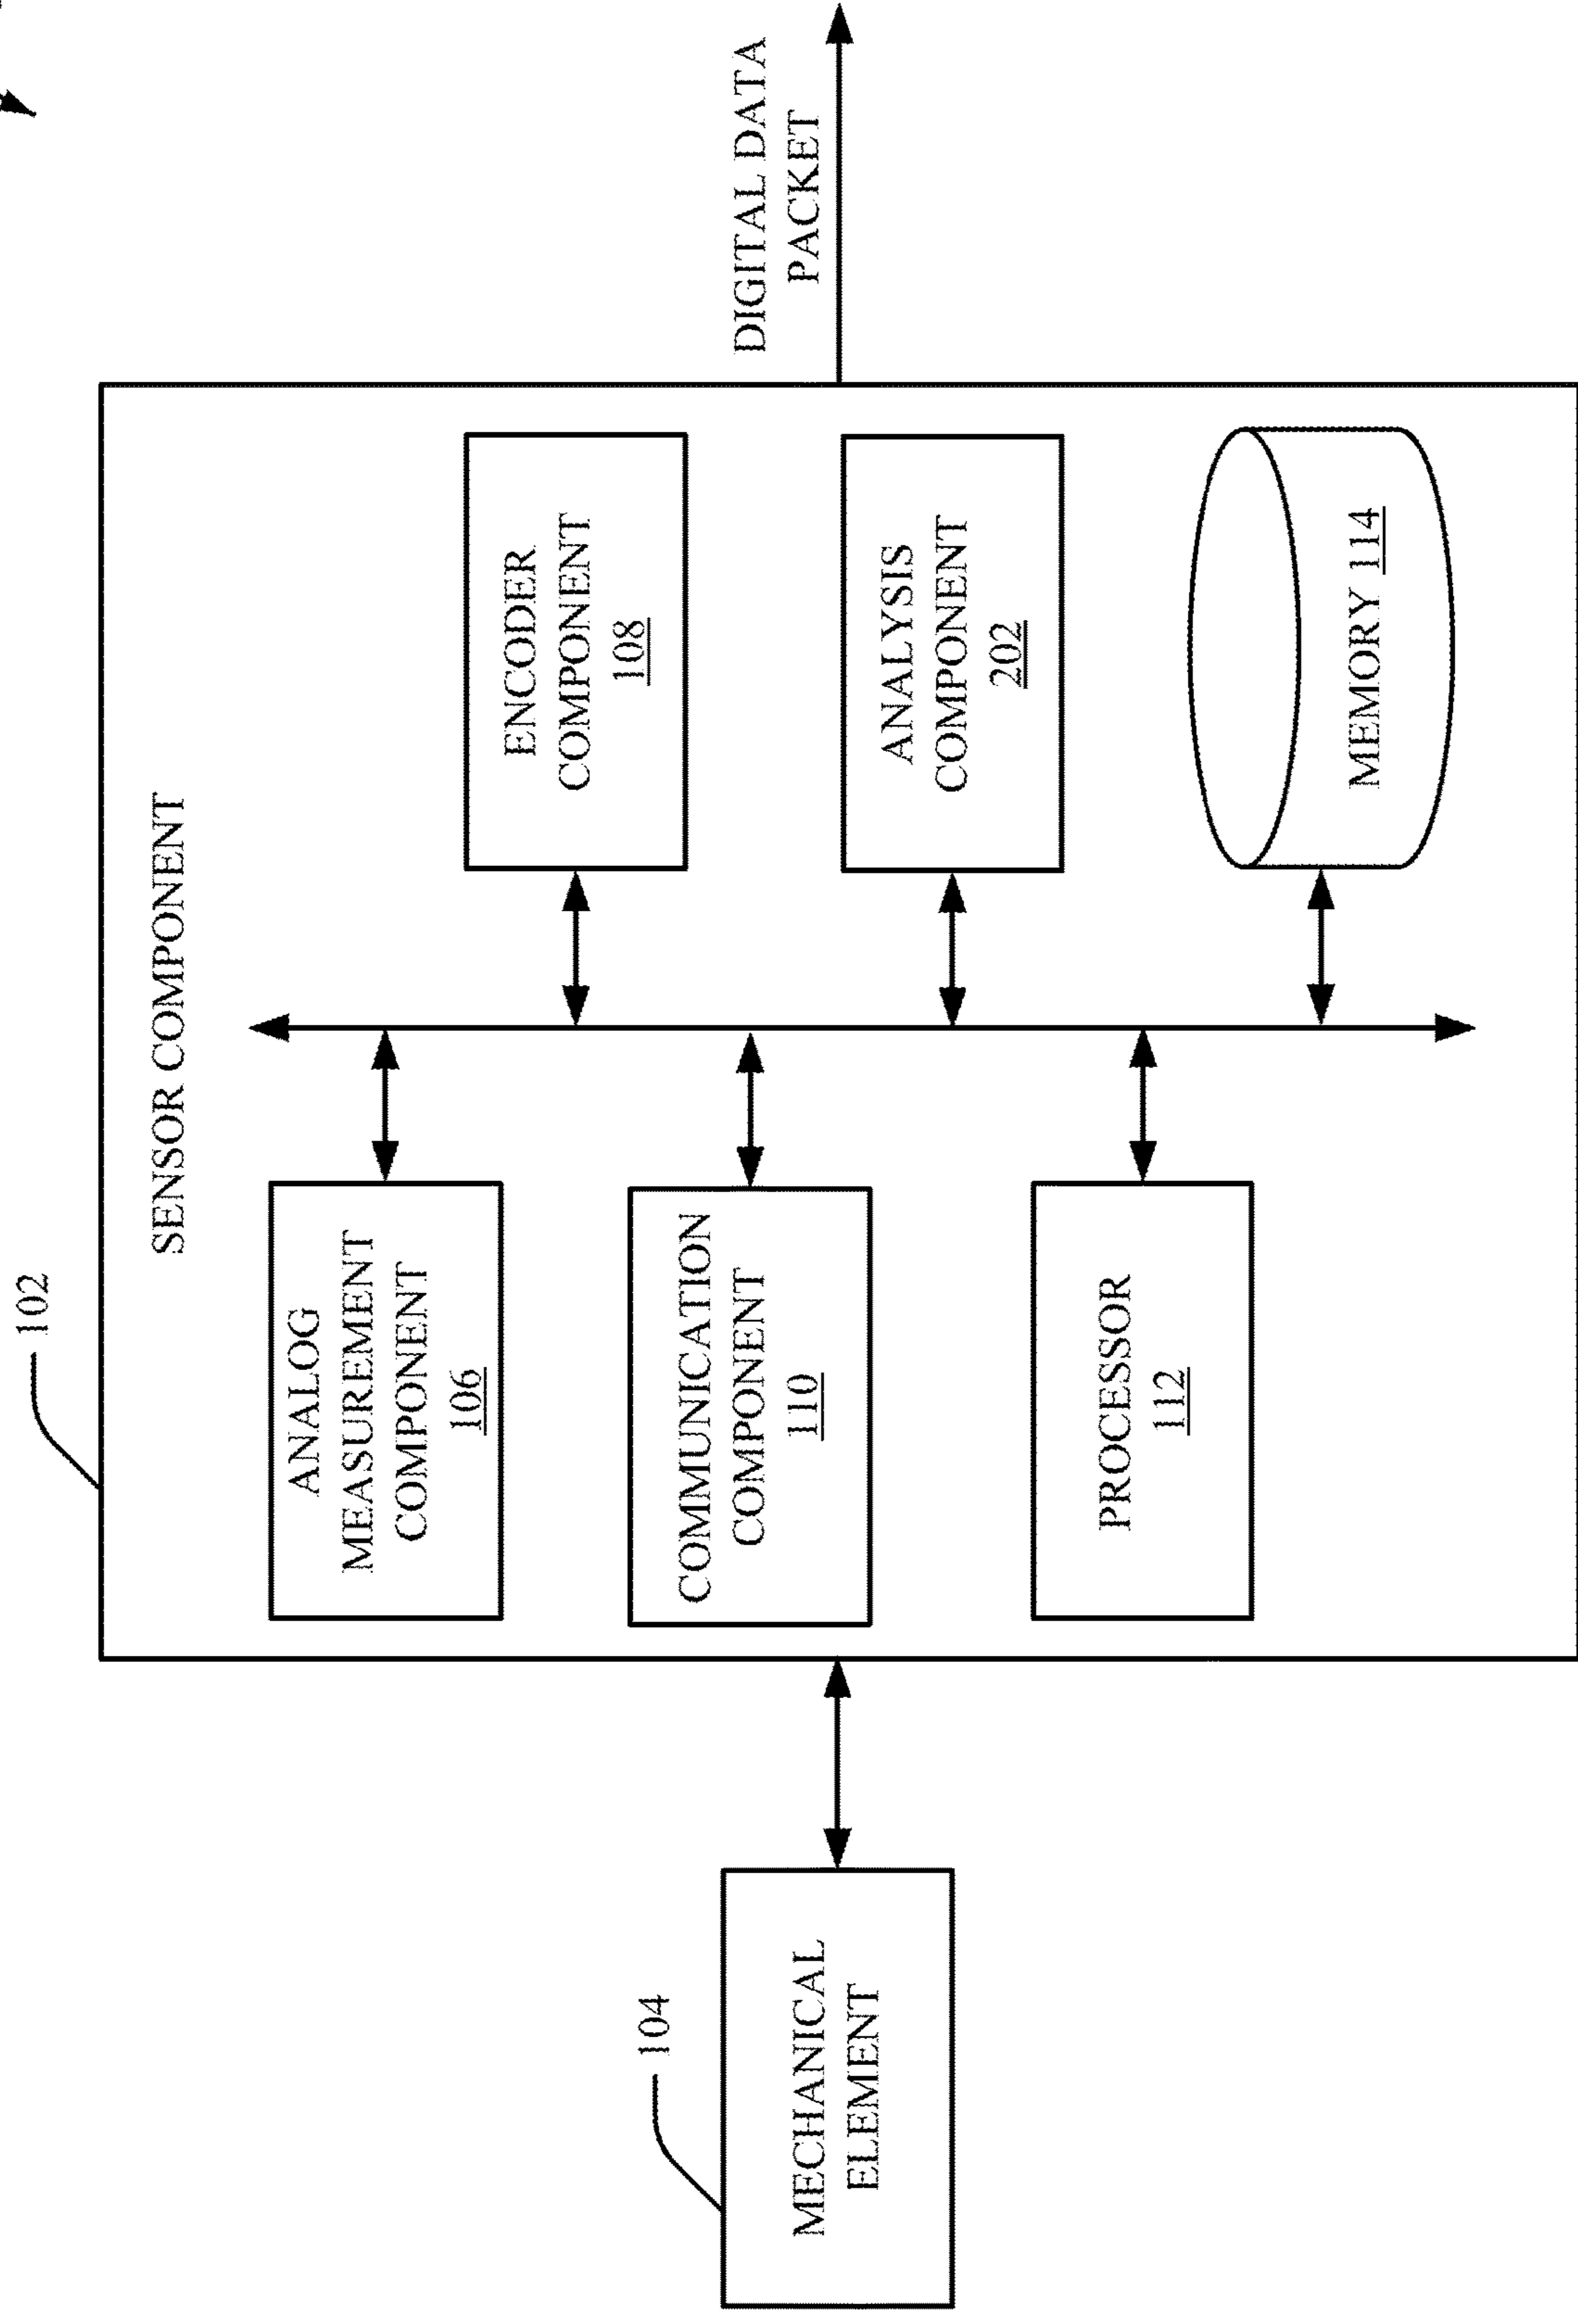 102
SENSOR COMPONENT
ANALOG
MEASUREMENT
COMPONENT
106
ENCODER
COMPONENT
108
COMMUNICATION
COMPONENT
110
ANALYSIS
COMPONENT
202
PROCESSOR
112
MEMORY 114
104
MECHANICAL
ELEMENT
DIGITAL DATA
PACKET